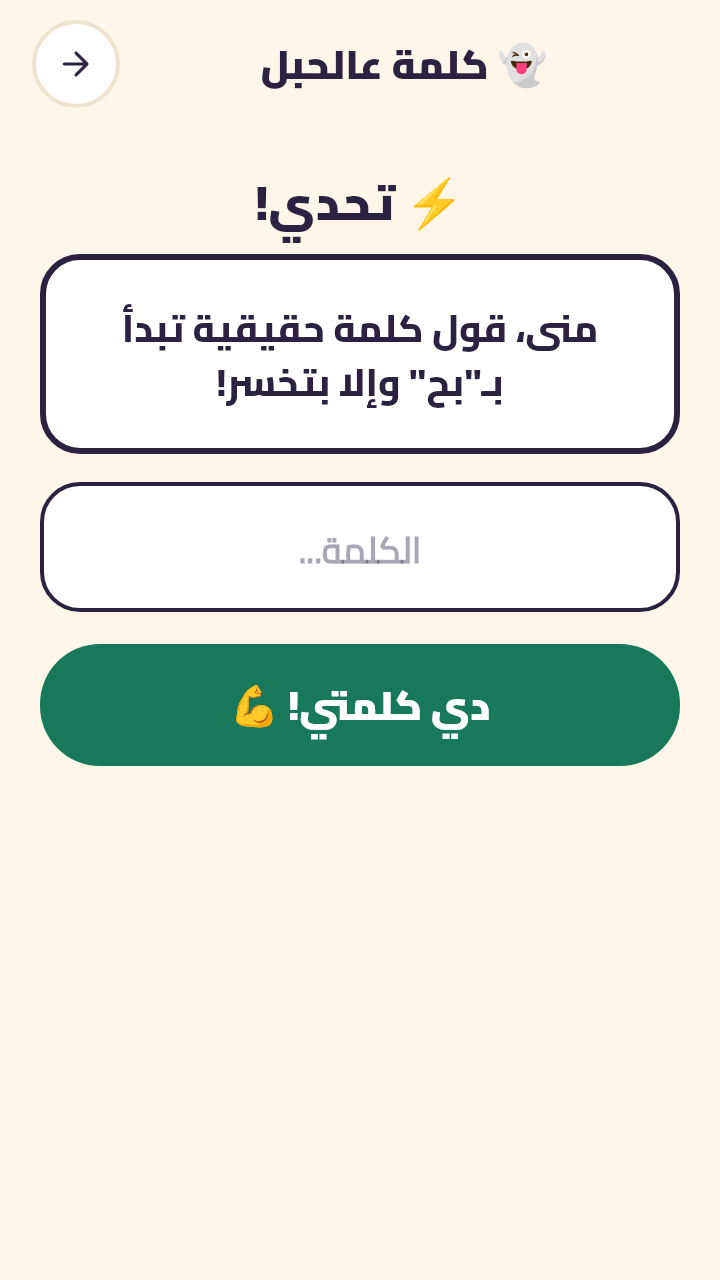 👻 كلمة عالحبل
⚡ تحدي!
منى، قول كلمة حقيقية تبدأ
بـ"بح" وإلا بتخسر!
الكلمة...
دي كلمتي! 💪